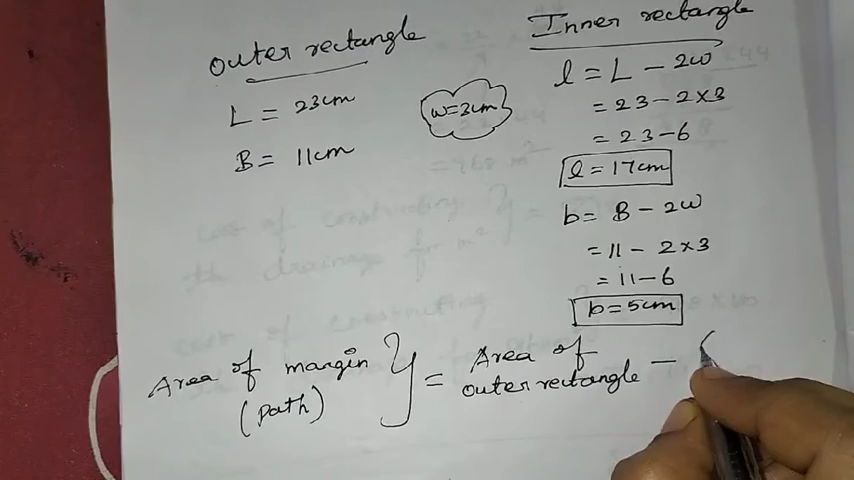 Outer rectangle
L = 23cm
B = 11cm
w=3cm
Inner rectangle
l = L - 2w
= 23 - 2×3
= 23 - 6
l = 17cm
b = B - 2w
= 11 - 2×3
= 11 - 6
b = 5cm
Area of margin } = Area of
(path) outer rectangle -